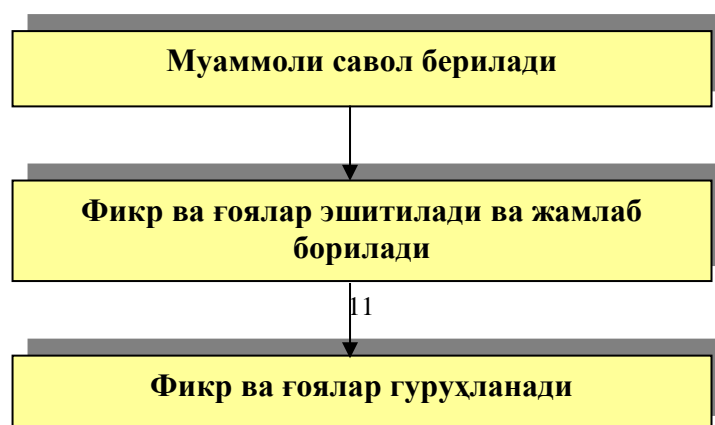 Муаммоли савол берилади
Фикр ва ғоялар эшитилади ва жамлаб
борилади
11
Фикр ва ғоялар гуруҳланади